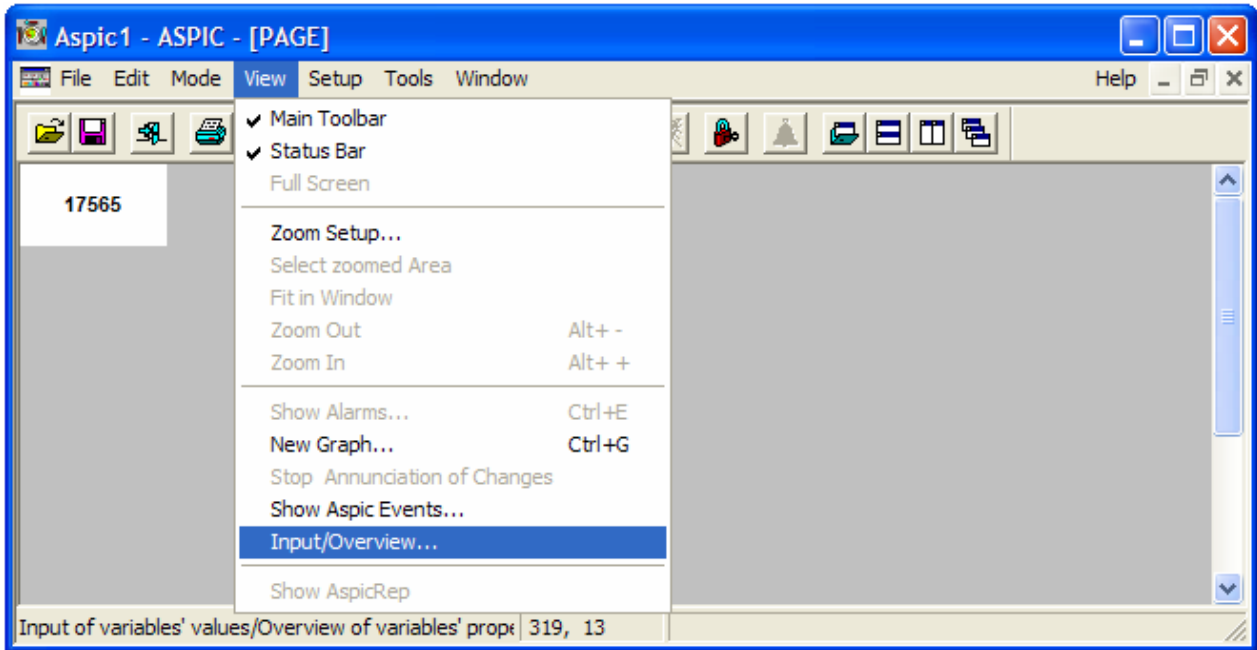 Aspic1 - ASPIC - [PAGE]
File Edit Mode View Setup Tools Window Help
Main Toolbar
Status Bar
Full Screen
17565
Zoom Setup...
Select zoomed Area
Fit in Window
Zoom Out Alt+ -
Zoom In Alt+ +
Show Alarms... Ctrl+E
New Graph... Ctrl+G
Stop Annunciation of Changes
Show Aspic Events...
Input/Overview...
Show AspicRep
Input of variables' values/Overview of variables' prope 319, 13